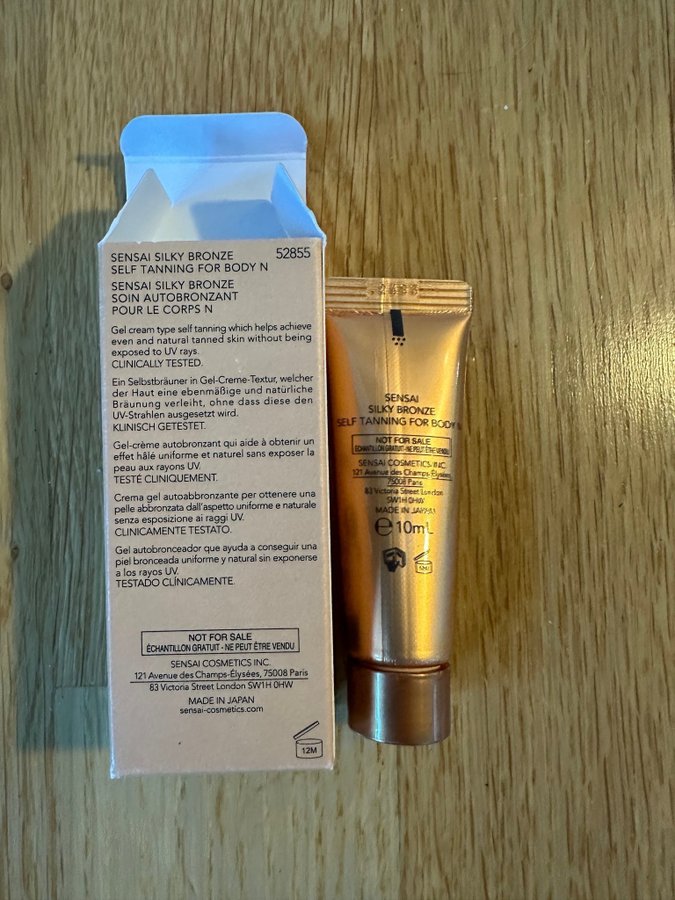 SENSAI SILKY BRONZE 52855
SELF TANNING FOR BODY N
SENSAI SILKY BRONZE
SOIN AUTOBRONZANT
POUR LE CORPS N
Gel cream type self tanning which helps achieve
even and natural tanned skin without being
exposed to UV rays.
CLINICALLY TESTED.
Ein Selbstbräuner in Gel-Creme-Textur, welcher
der Haut eine ebenmäßige und natürliche
Bräunung verleiht, ohne dass diese den
UV-Strahlen ausgesetzt wird.
KLINISCH GETESTET.
Gel-crème autobronzant qui aide à obtenir un
effet hâlé uniforme et naturel sans exposer la
peau aux rayons UV.
TESTÉ CLINIQUEMENT.
Crema gel autoabbronzante per ottenere una
pelle abbronzata dall'aspetto uniforme e naturale
senza esposizione ai raggi UV.
CLINICAMENTE TESTATO.
Gel autobronceador que ayuda a conseguir una
piel bronceada uniforme y natural sin exponerse
a los rayos UV.
TESTADO CLÍNICAMENTE.
NOT FOR SALE
ÉCHANTILLON GRATUIT - NE PEUT ÊTRE VENDU
SENSAI COSMETICS INC.
121 Avenue des Champs-Élysées, 75008 Paris
83 Victoria Street London SW1H 0HW
MADE IN JAPAN
sensai-cosmetics.com
12M
SENSAI
SILKY BRONZE
SELF TANNING FOR BODY N
NOT FOR SALE
ÉCHANTILLON GRATUIT - NE PEUT ÊTRE VENDU
SENSAI COSMETICS INC.
121 Avenue des Champs-Élysées
75008 Paris
83 Victoria Street London
SW1H 0HW
MADE IN JAPAN
℮ 10mL
12M